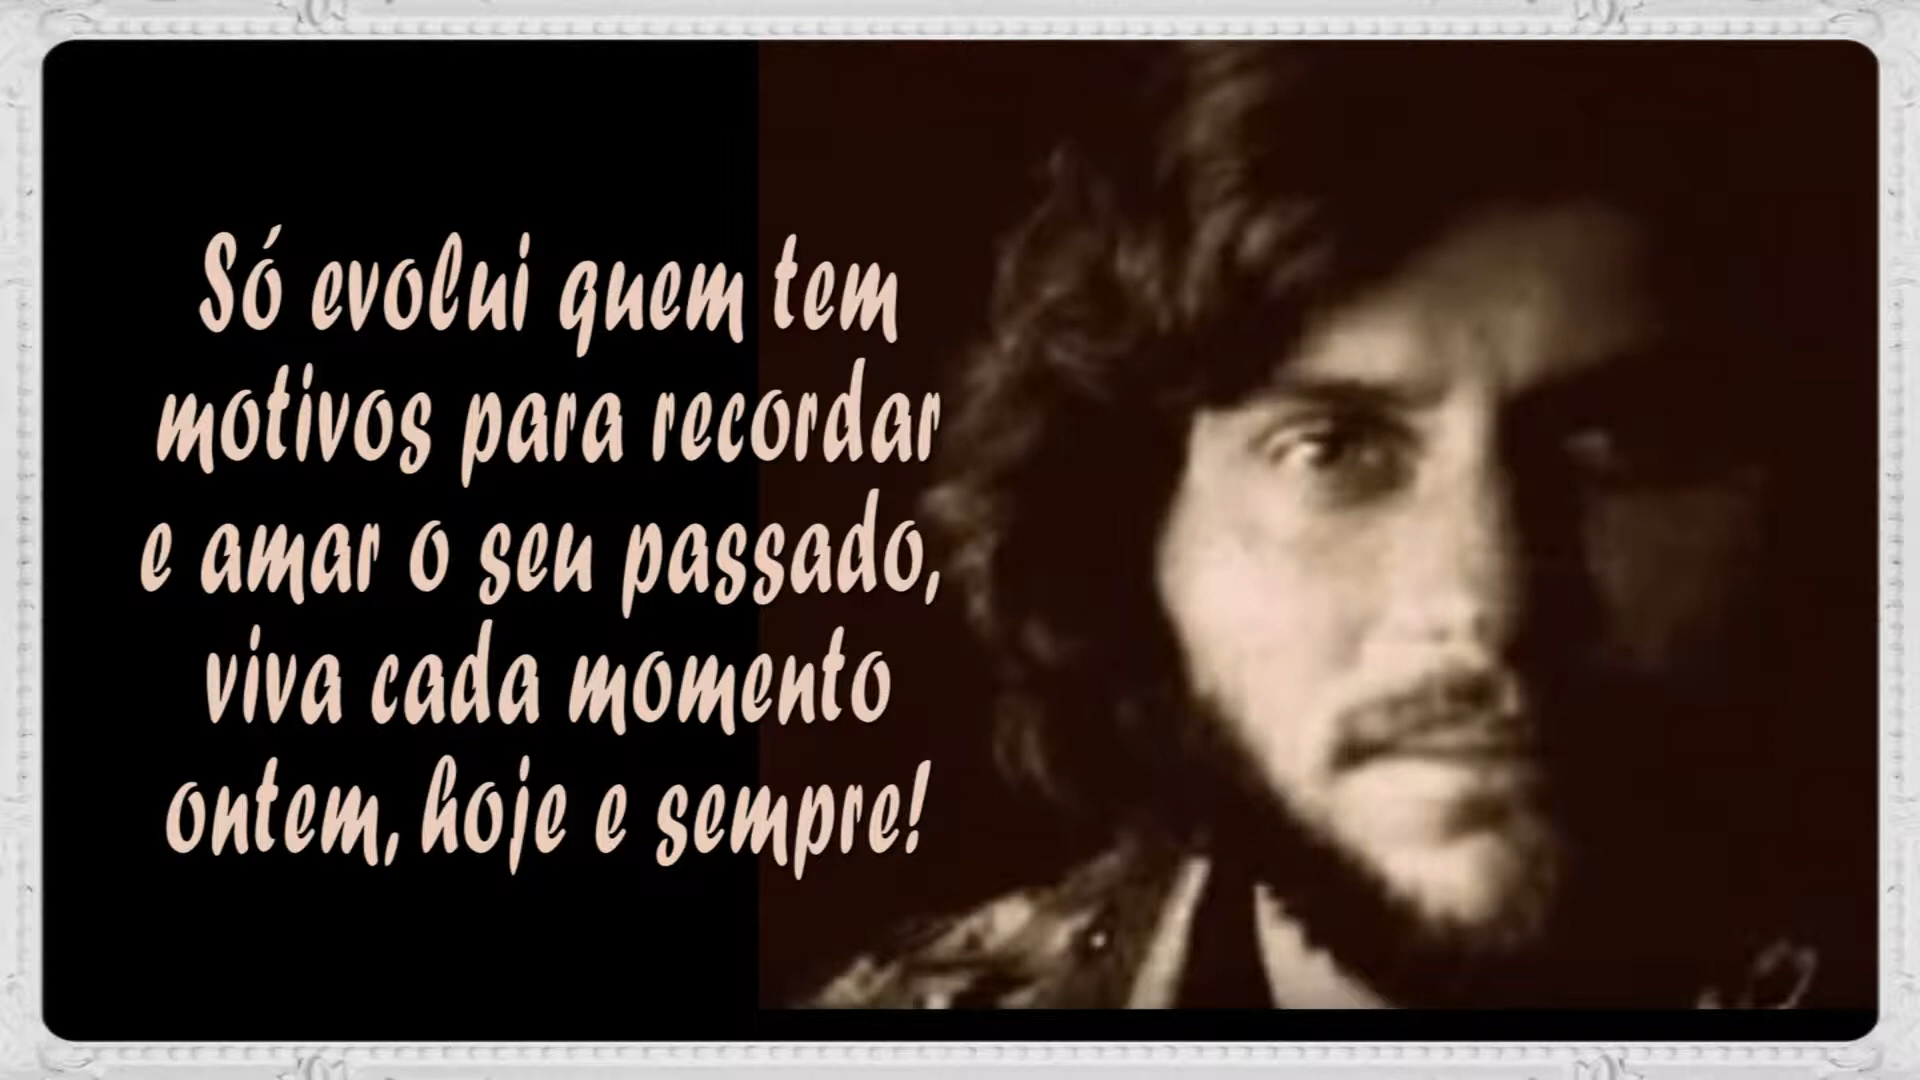 Só evolui quem tem
motivos para recordar
e amar o seu passado,
viva cada momento
ontem, hoje e sempre!